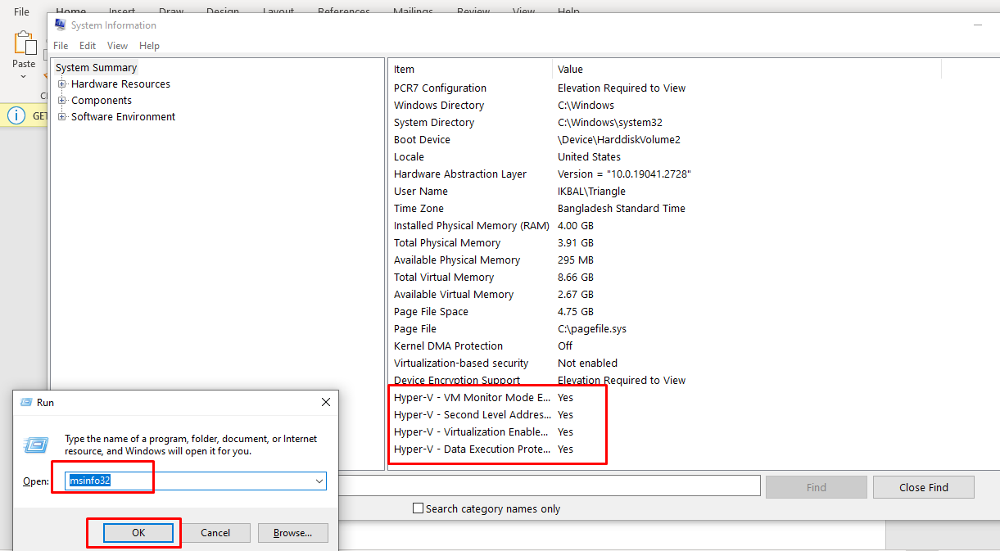 File Home Insert Draw Design Layout References Mailings Review View Help
Paste
GET
System Information
File Edit View Help
System Summary
Hardware Resources
Components
Software Environment
Item Value
PCR7 Configuration Elevation Required to View
Windows Directory C:\Windows
System Directory C:\Windows\system32
Boot Device \Device\HarddiskVolume2
Locale United States
Hardware Abstraction Layer Version = "10.0.19041.2728"
User Name IKBAL\Triangle
Time Zone Bangladesh Standard Time
Installed Physical Memory (RAM) 4.00 GB
Total Physical Memory 3.91 GB
Available Physical Memory 295 MB
Total Virtual Memory 8.66 GB
Available Virtual Memory 2.67 GB
Page File Space 4.75 GB
Page File C:\pagefile.sys
Kernel DMA Protection Off
Virtualization-based security Not enabled
Device Encryption Support Elevation Required to View
Hyper-V - VM Monitor Mode E... Yes
Hyper-V - Second Level Addres... Yes
Hyper-V - Virtualization Enable... Yes
Hyper-V - Data Execution Prote... Yes
Find Close Find
Search category names only
Run
Type the name of a program, folder, document, or Internet
resource, and Windows will open it for you.
Open: msinfo32
OK Cancel Browse...